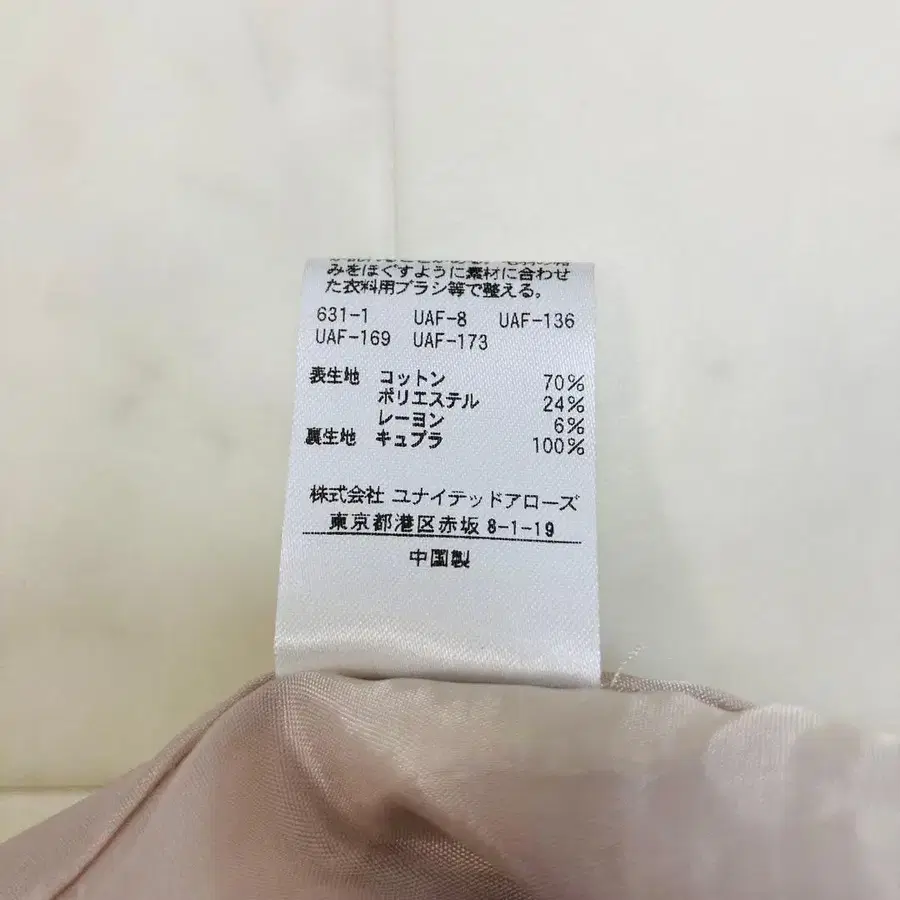 みをほぐすように素材に合わせ
た衣料用ブラシ等で整える。
631-1 UAF-8 UAF-136
UAF-169 UAF-173
表生地 コットン 70%
ポリエステル 24%
レーヨン 6%
裏生地 キュプラ 100%
株式会社 ユナイテッドアローズ
東京都港区赤坂 8-1-19
中国製